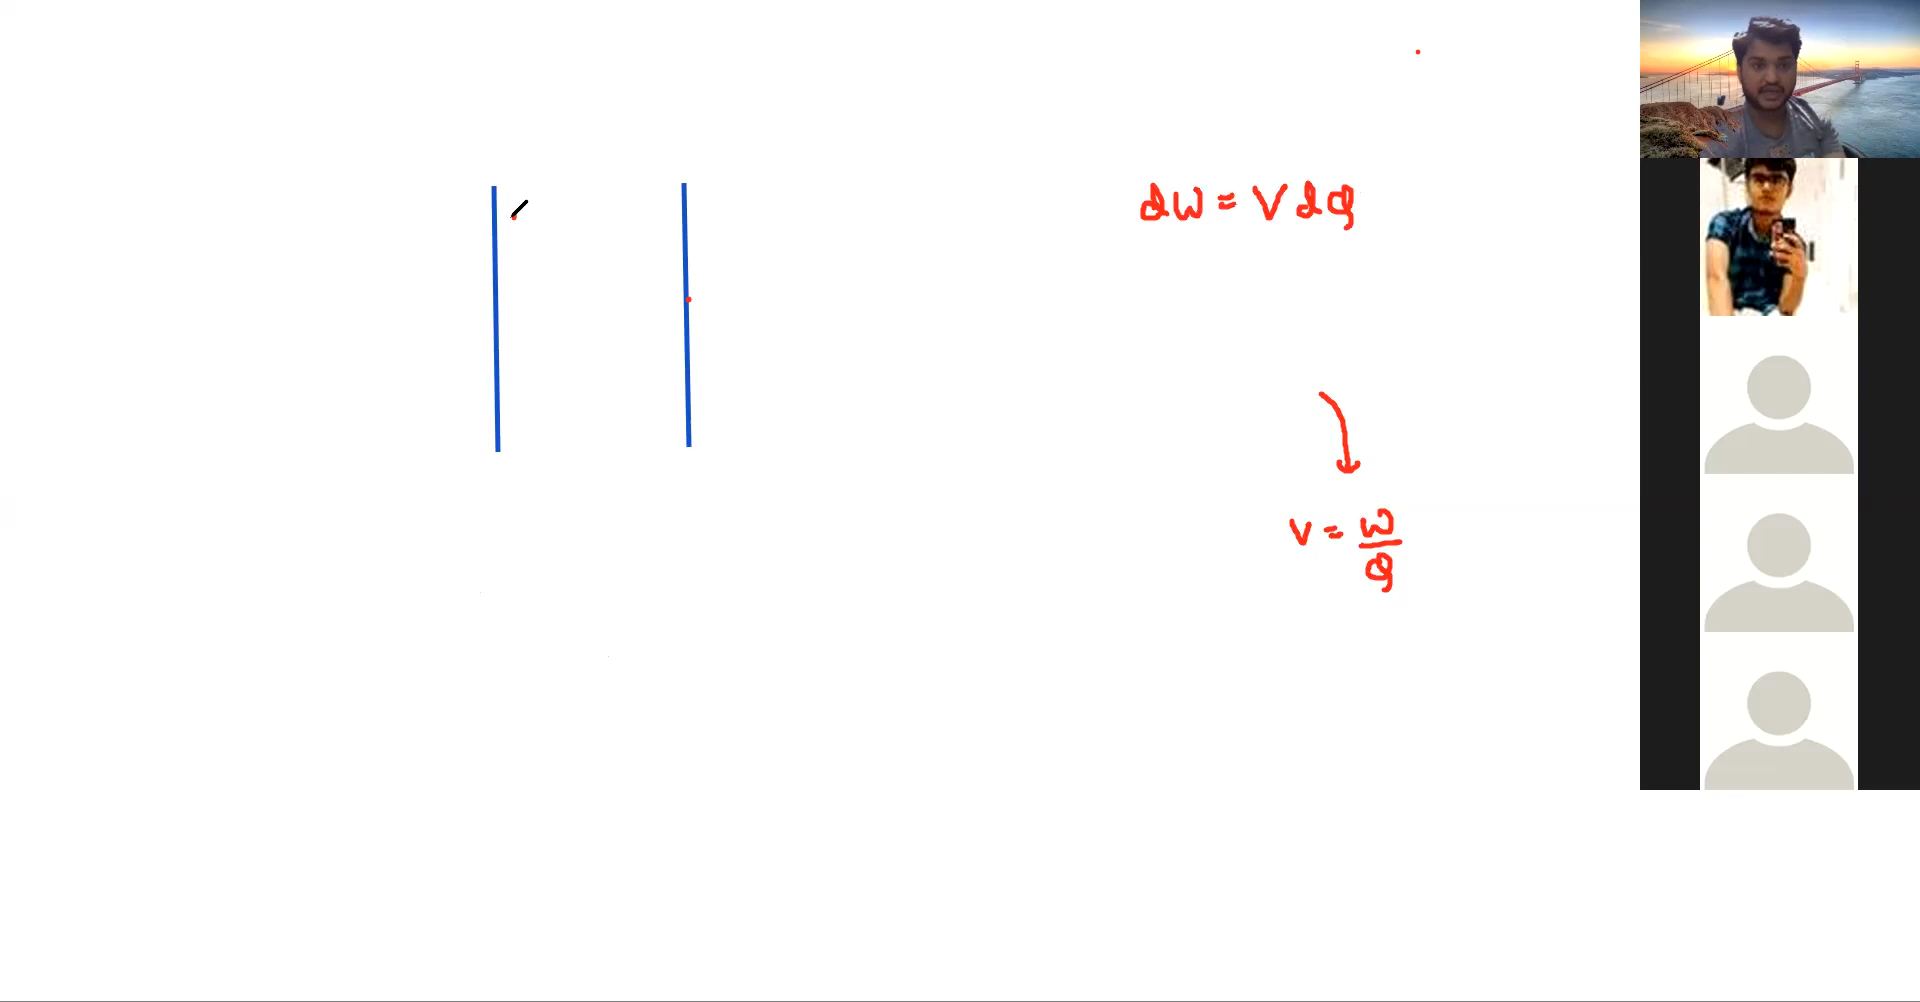 dW = V dQ
V = W/Q